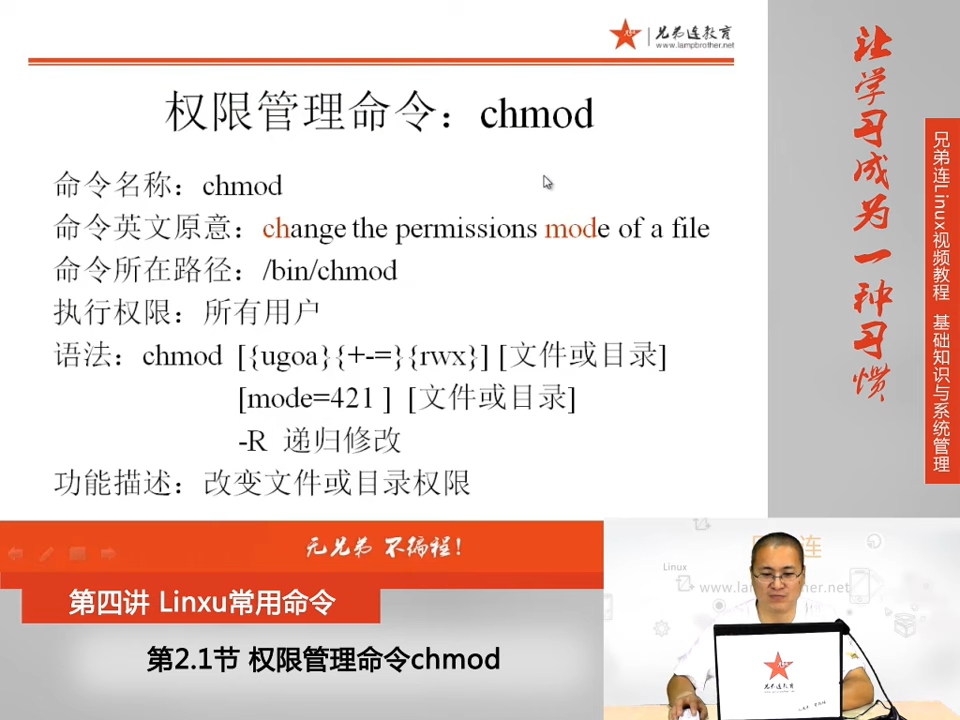 兄弟连教育
www.lampbrother.net
权限管理命令：chmod
命令名称：chmod
命令英文原意：change the permissions mode of a file
命令所在路径：/bin/chmod
执行权限：所有用户
语法：chmod [{ugoa}{+-=}{rwx}] [文件或目录]
[mode=421 ] [文件或目录]
-R 递归修改
功能描述：改变文件或目录权限
无兄弟 不编程！
第四讲 Linxu常用命令
第2.1节 权限管理命令chmod
让学习成为一种习惯
兄弟连Linux视频教程 基础知识与系统管理
Linux
兄弟连教育